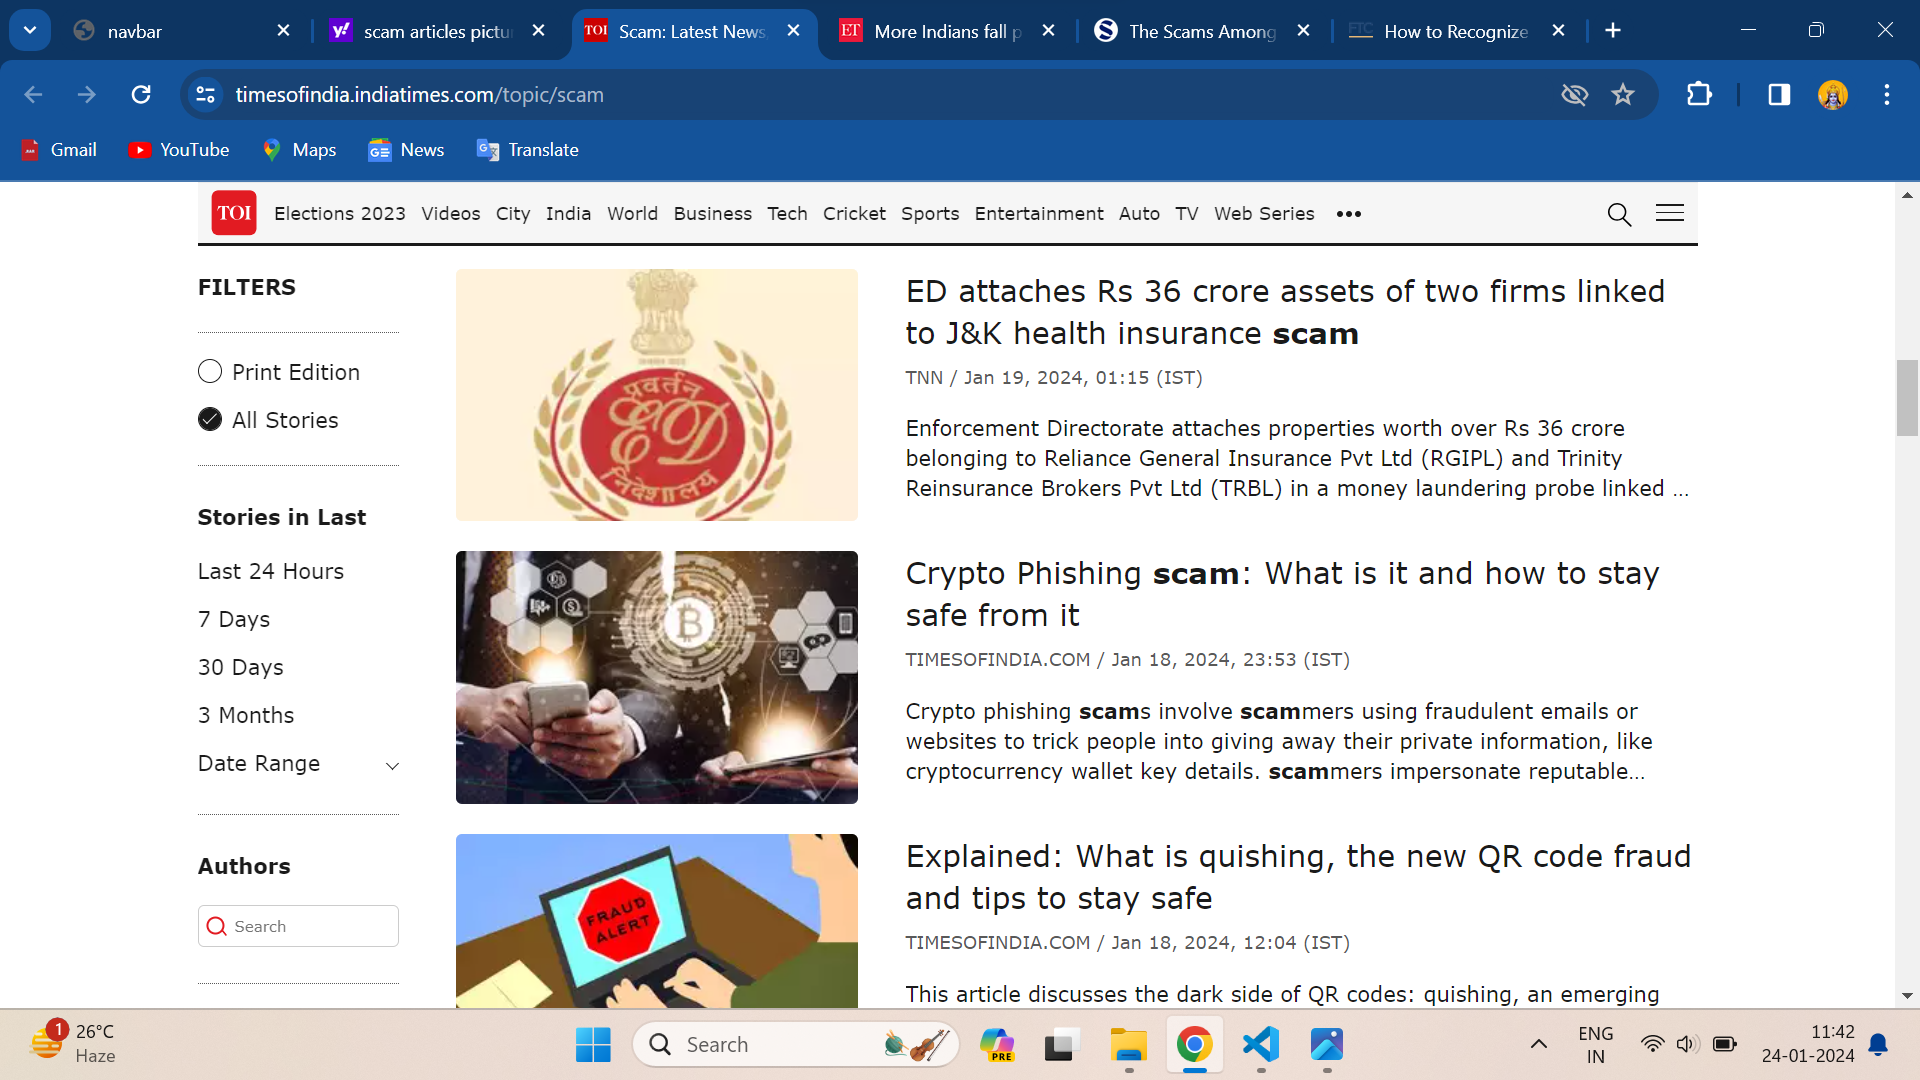 navbar
scam articles pictu
TOI
Scam: Latest News
ET
More Indians fall p
S
The Scams Among
FTC
How to Recognize
timesofindia.indiatimes.com/topic/scam
Gmail
YouTube
Maps
News
Translate
TOI
Elections 2023
Videos
City
India
World
Business
Tech
Cricket
Sports
Entertainment
Auto
TV
Web Series
FILTERS
Print Edition
All Stories
Stories in Last
Last 24 Hours
7 Days
30 Days
3 Months
Date Range
Authors
Search
प्रवर्तन
ED
निदेशालय
ED attaches Rs 36 crore assets of two firms linked
to J&K health insurance scam
TNN / Jan 19, 2024, 01:15 (IST)
Enforcement Directorate attaches properties worth over Rs 36 crore
belonging to Reliance General Insurance Pvt Ltd (RGIPL) and Trinity
Reinsurance Brokers Pvt Ltd (TRBL) in a money laundering probe linked ...
Crypto Phishing scam: What is it and how to stay
safe from it
TIMESOFINDIA.COM / Jan 18, 2024, 23:53 (IST)
Crypto phishing scams involve scammers using fraudulent emails or
websites to trick people into giving away their private information, like
cryptocurrency wallet key details. scammers impersonate reputable...
FRAUD
ALERT
Explained: What is quishing, the new QR code fraud
and tips to stay safe
TIMESOFINDIA.COM / Jan 18, 2024, 12:04 (IST)
This article discusses the dark side of QR codes: quishing, an emerging
1
26°C
Haze
Search
PRE
ENG
IN
11:42
24-01-2024